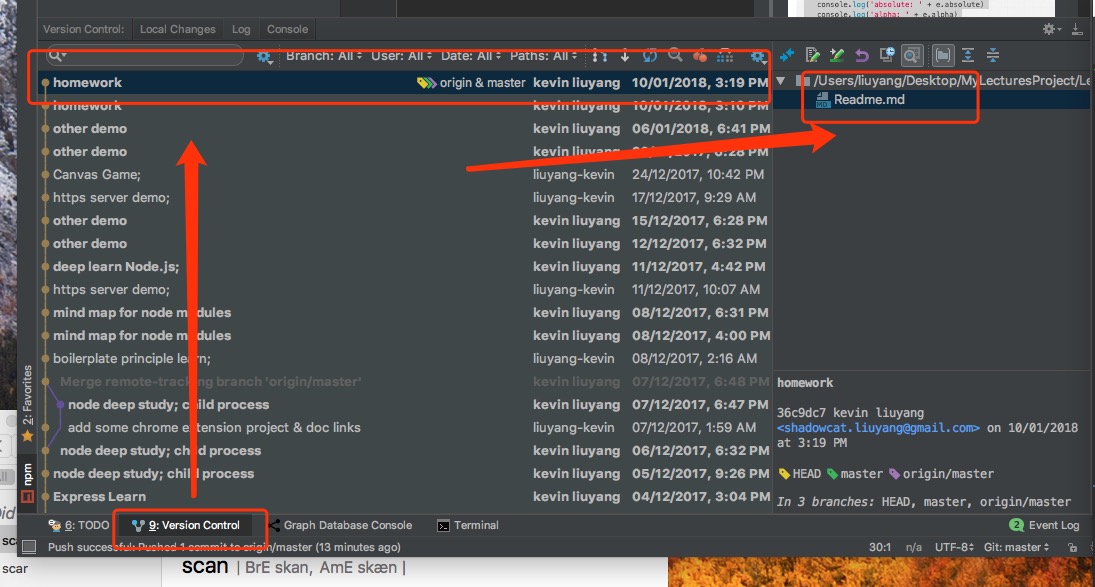 console.log('absolute: ' + e.absolute)
console.log('alpha: ' + e.alpha)
Version Control: Local Changes Log Console
Branch: All User: All Date: All Paths: All
homework origin & master kevin liuyang 10/01/2018, 3:19 PM
homework kevin liuyang 10/01/2018, 3:10 PM
other demo kevin liuyang 06/01/2018, 6:41 PM
other demo kevin liuyang 6:28 PM
Canvas Game; liuyang-kevin 24/12/2017, 10:42 PM
https server demo; liuyang-kevin 17/12/2017, 9:29 AM
other demo kevin liuyang 15/12/2017, 6:28 PM
other demo kevin liuyang 12/12/2017, 6:32 PM
deep learn Node.js; kevin liuyang 11/12/2017, 4:42 PM
https server demo; liuyang-kevin 11/12/2017, 10:07 AM
mind map for node modules kevin liuyang 08/12/2017, 6:31 PM
mind map for node modules kevin liuyang 08/12/2017, 4:00 PM
boilerplate principle learn; liuyang-kevin 08/12/2017, 2:16 AM
Merge remote-tracking branch 'origin/master' kevin liuyang 07/12/2017, 6:48 PM
node deep study; child process kevin liuyang 07/12/2017, 6:47 PM
add some chrome extension project & doc links liuyang-kevin 07/12/2017, 1:59 AM
node deep study; child process kevin liuyang 06/12/2017, 6:32 PM
node deep study; child process kevin liuyang 05/12/2017, 9:26 PM
Express Learn kevin liuyang 04/12/2017, 3:04 PM
/Users/liuyang/Desktop/MyLecturesProject/Le
Readme.md
homework
36c9dc7 kevin liuyang
<shadowcat.liuyang@gmail.com> on 10/01/2018
at 3:19 PM
HEAD master origin/master
In 3 branches: HEAD, master, origin/master
2: Favorites
npm
6: TODO 9: Version Control Graph Database Console Terminal 2 Event Log
Push successful: Pushed 1 commit to origin/master (13 minutes ago) 30:1 n/a UTF-8 Git: master
scar
scan | BrE skan, AmE skæn |